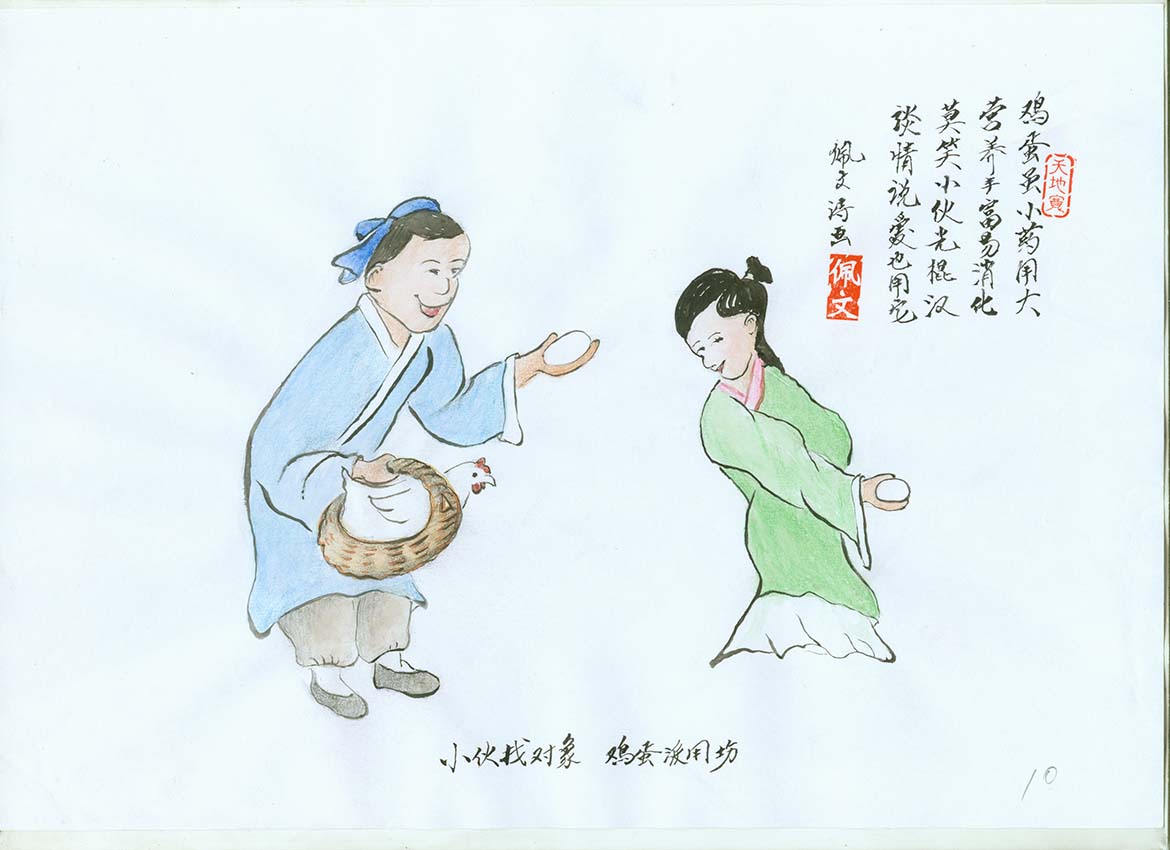 天地寬
鸡蛋虽小药用大
营养丰富易消化
莫笑小伙光棍汉
谈情说爱也用它
佩文诗画
佩文
小伙找对象 鸡蛋派用场
10